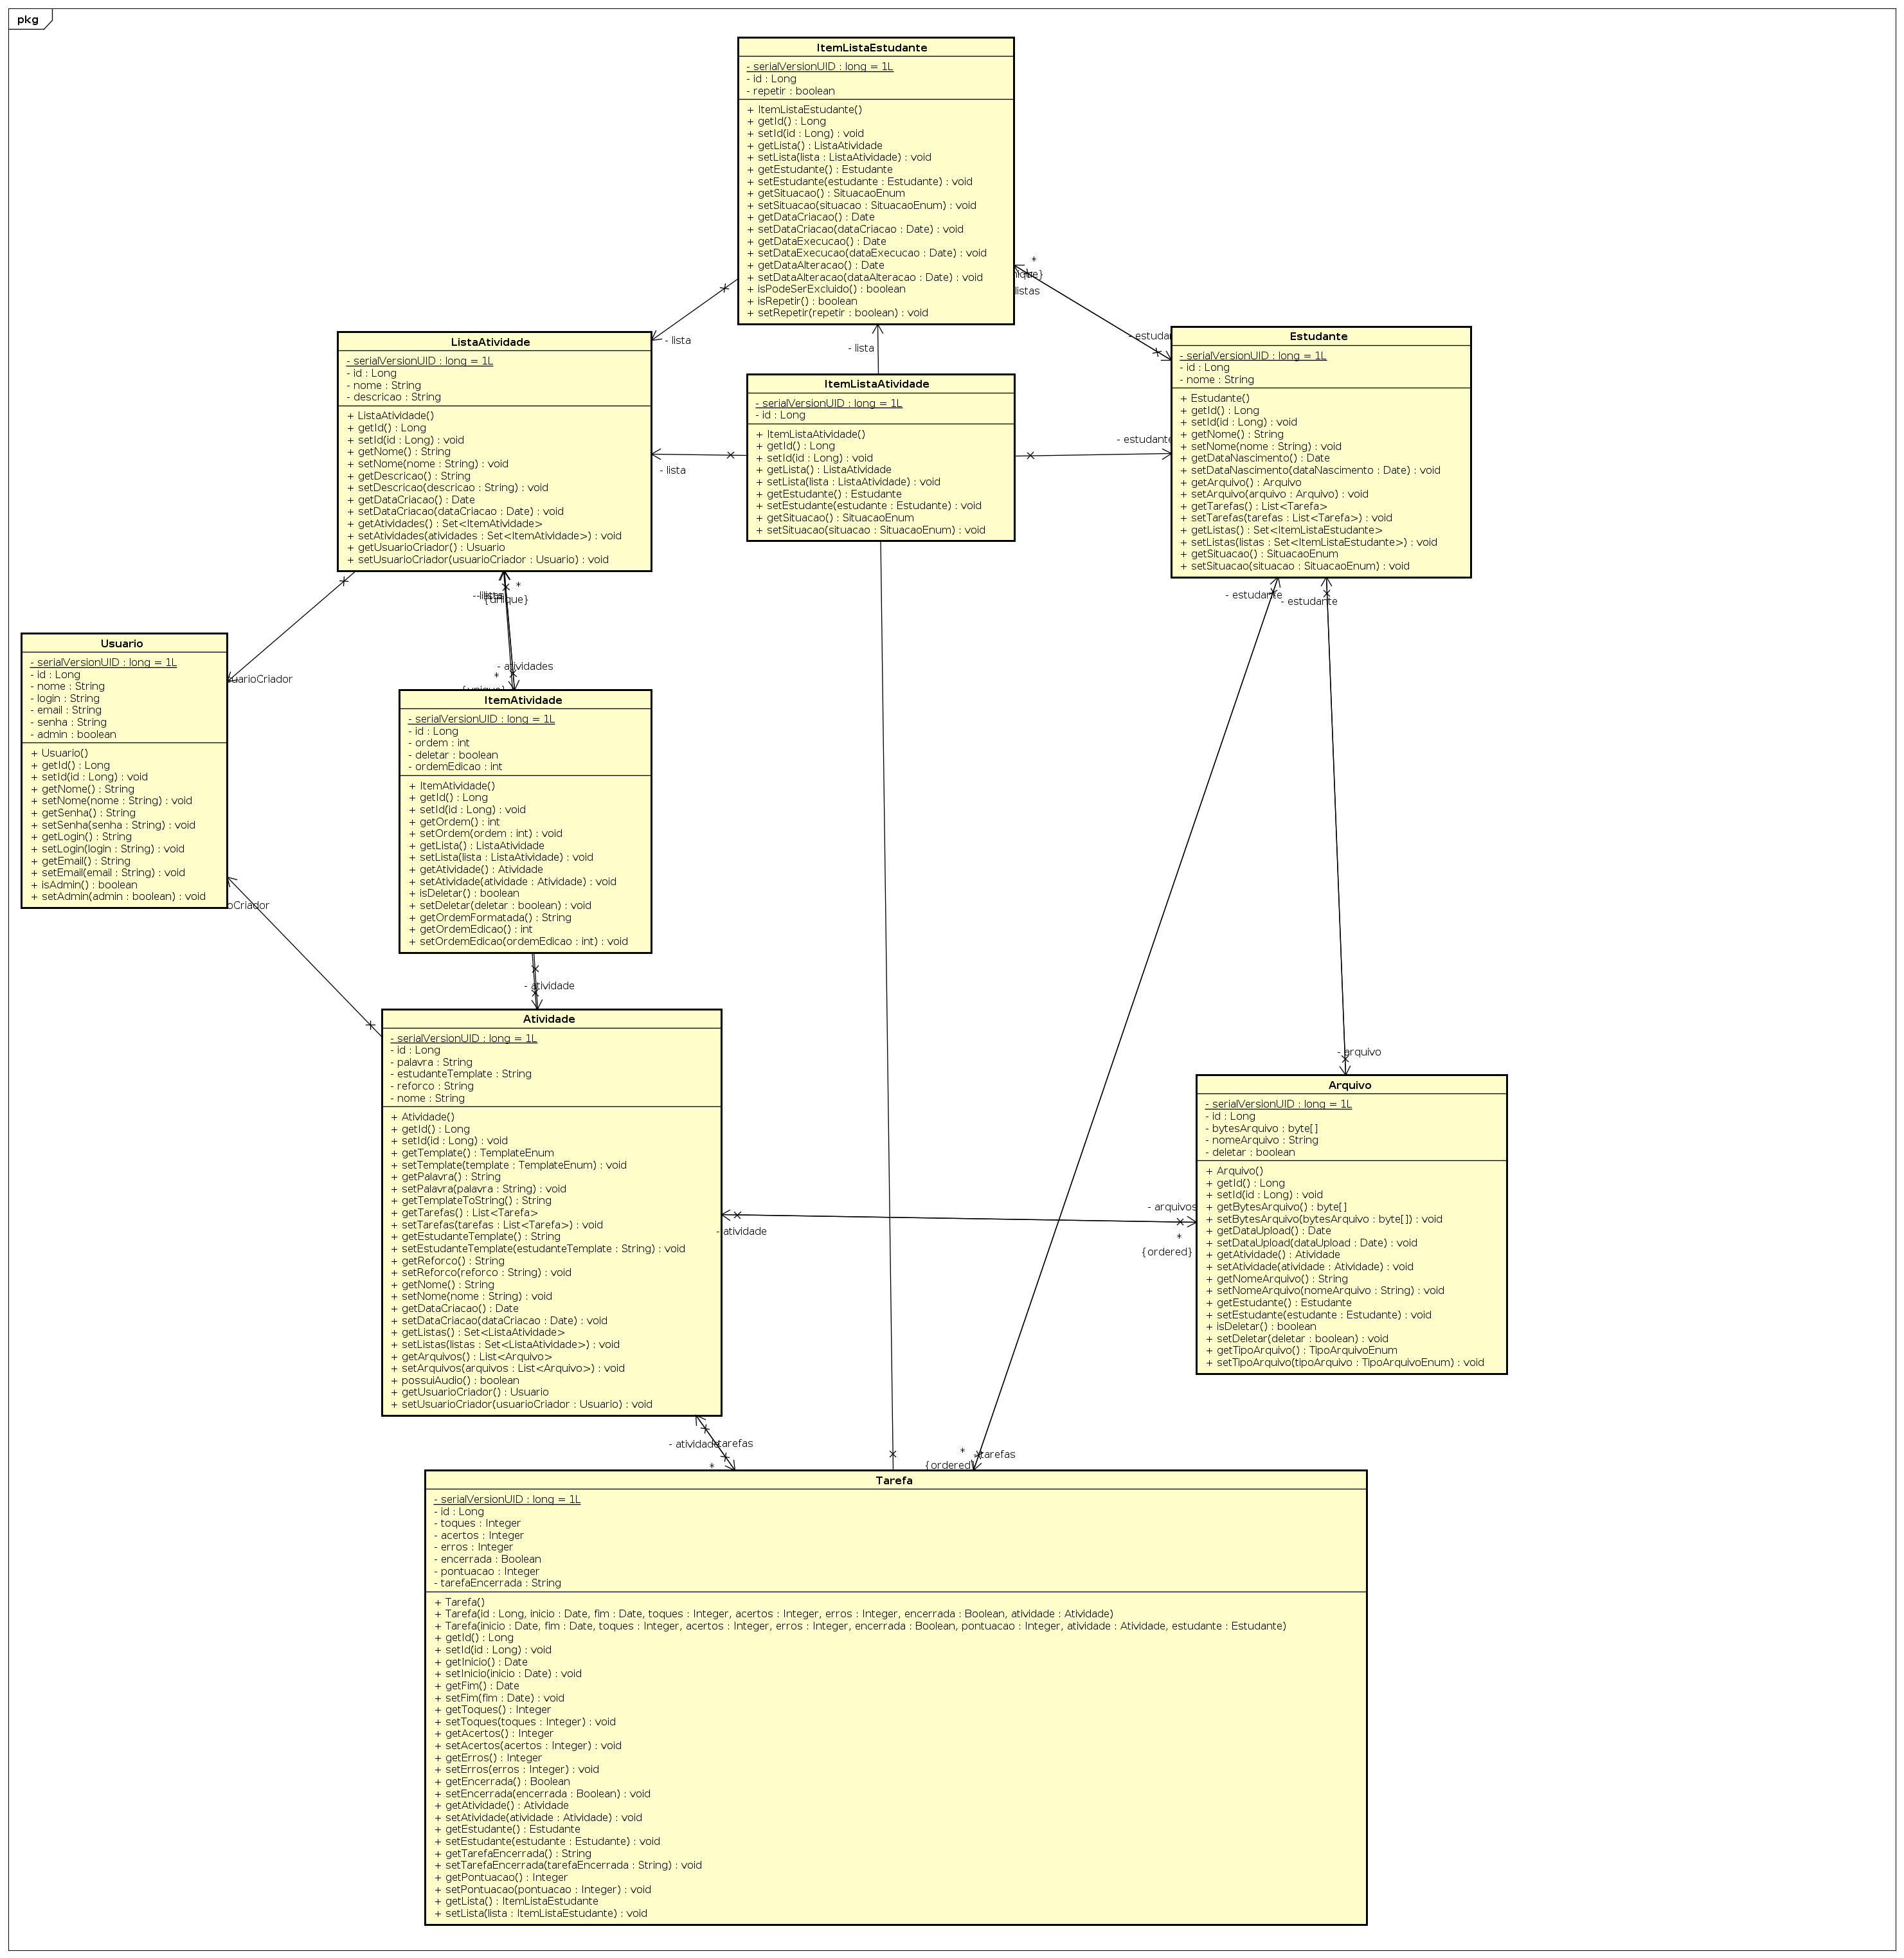 pkg
ItemListaEstudante
- serialVersionUID : long = 1L
- id : Long
- repetir : boolean
+ ItemListaEstudante()
+ getId() : Long
+ setId(id : Long) : void
+ getLista() : ListaAtividade
+ setLista(lista : ListaAtividade) : void
+ getEstudante() : Estudante
+ setEstudante(estudante : Estudante) : void
+ getSituacao() : SituacaoEnum
+ setSituacao(situacao : SituacaoEnum) : void
+ getDataCriacao() : Date
+ setDataCriacao(dataCriacao : Date) : void
+ getDataExecucao() : Date
+ setDataExecucao(dataExecucao : Date) : void
+ getDataAlteracao() : Date
+ setDataAlteracao(dataAlteracao : Date) : void
+ isPodeSerExcluido() : boolean
+ isRepetir() : boolean
+ setRepetir(repetir : boolean) : void
*
- lista
- lista
ListaAtividade
- serialVersionUID : long = 1L
- id : Long
- nome : String
- descricao : String
+ ListaAtividade()
+ getId() : Long
+ setId(id : Long) : void
+ getNome() : String
+ setNome(nome : String) : void
+ getDescricao() : String
+ setDescricao(descricao : String) : void
+ getDataCriacao() : Date
+ setDataCriacao(dataCriacao : Date) : void
+ getAtividades() : Set<ItemAtividade>
+ setAtividades(atividades : Set<ItemAtividade>) : void
+ getUsuarioCriador() : Usuario
+ setUsuarioCriador(usuarioCriador : Usuario) : void
- lista
ItemListaAtividade
- serialVersionUID : long = 1L
- id : Long
+ ItemListaAtividade()
+ getId() : Long
+ setId(id : Long) : void
+ getLista() : ListaAtividade
+ setLista(lista : ListaAtividade) : void
+ getEstudante() : Estudante
+ setEstudante(estudante : Estudante) : void
+ getSituacao() : SituacaoEnum
+ setSituacao(situacao : SituacaoEnum) : void
- estudante
Estudante
- serialVersionUID : long = 1L
- id : Long
- nome : String
+ Estudante()
+ getId() : Long
+ setId(id : Long) : void
+ getNome() : String
+ setNome(nome : String) : void
+ getDataNascimento() : Date
+ setDataNascimento(dataNascimento : Date) : void
+ getArquivo() : Arquivo
+ setArquivo(arquivo : Arquivo) : void
+ getTarefas() : List<Tarefa>
+ setTarefas(tarefas : List<Tarefa>) : void
+ getListas() : Set<ItemListaEstudante>
+ setListas(listas : Set<ItemListaEstudante>) : void
+ getSituacao() : SituacaoEnum
+ setSituacao(situacao : SituacaoEnum) : void
*
{unique}
- estudante
- estudante
Usuario
- serialVersionUID : long = 1L
- id : Long
- nome : String
- login : String
- email : String
- senha : String
- admin : boolean
+ Usuario()
+ getId() : Long
+ setId(id : Long) : void
+ getNome() : String
+ setNome(nome : String) : void
+ getSenha() : String
+ setSenha(senha : String) : void
+ getLogin() : String
+ setLogin(login : String) : void
+ getEmail() : String
+ setEmail(email : String) : void
+ isAdmin() : boolean
+ setAdmin(admin : boolean) : void
- atividades
*
ItemAtividade
- serialVersionUID : long = 1L
- id : Long
- ordem : int
- deletar : boolean
- ordemEdicao : int
+ ItemAtividade()
+ getId() : Long
+ setId(id : Long) : void
+ getOrdem() : int
+ setOrdem(ordem : int) : void
+ getLista() : ListaAtividade
+ setLista(lista : ListaAtividade) : void
+ getAtividade() : Atividade
+ setAtividade(atividade : Atividade) : void
+ isDeletar() : boolean
+ setDeletar(deletar : boolean) : void
+ getOrdemFormatada() : String
+ getOrdemEdicao() : int
+ setOrdemEdicao(ordemEdicao : int) : void
- atividade
Atividade
- serialVersionUID : long = 1L
- id : Long
- palavra : String
- estudanteTemplate : String
- reforco : String
- nome : String
+ Atividade()
+ getId() : Long
+ setId(id : Long) : void
+ getTemplate() : TemplateEnum
+ setTemplate(template : TemplateEnum) : void
+ getPalavra() : String
+ setPalavra(palavra : String) : void
+ getTemplateToString() : String
+ getTarefas() : List<Tarefa>
+ setTarefas(tarefas : List<Tarefa>) : void
+ getEstudanteTemplate() : String
+ setEstudanteTemplate(estudanteTemplate : String) : void
+ getReforco() : String
+ setReforco(reforco : String) : void
+ getNome() : String
+ setNome(nome : String) : void
+ getDataCriacao() : Date
+ setDataCriacao(dataCriacao : Date) : void
+ getListas() : Set<ListaAtividade>
+ setListas(listas : Set<ListaAtividade>) : void
+ getArquivos() : List<Arquivo>
+ setArquivos(arquivos : List<Arquivo>) : void
+ possuiAudio() : boolean
+ getUsuarioCriador() : Usuario
+ setUsuarioCriador(usuarioCriador : Usuario) : void
- arquivo
Arquivo
- serialVersionUID : long = 1L
- id : Long
- bytesArquivo : byte[]
- nomeArquivo : String
- deletar : boolean
+ Arquivo()
+ getId() : Long
+ setId(id : Long) : void
+ getBytesArquivo() : byte[]
+ setBytesArquivo(bytesArquivo : byte[]) : void
+ getDataUpload() : Date
+ setDataUpload(dataUpload : Date) : void
+ getAtividade() : Atividade
+ setAtividade(atividade : Atividade) : void
+ getNomeArquivo() : String
+ setNomeArquivo(nomeArquivo : String) : void
+ getEstudante() : Estudante
+ setEstudante(estudante : Estudante) : void
+ isDeletar() : boolean
+ setDeletar(deletar : boolean) : void
+ getTipoArquivo() : TipoArquivoEnum
+ setTipoArquivo(tipoArquivo : TipoArquivoEnum) : void
- arquivos
- atividade
*
{ordered}
- atividade
- tarefas
*
*
- tarefas
{ordered}
Tarefa
- serialVersionUID : long = 1L
- id : Long
- toques : Integer
- acertos : Integer
- erros : Integer
- encerrada : Boolean
- pontuacao : Integer
- tarefaEncerrada : String
+ Tarefa()
+ Tarefa(id : Long, inicio : Date, fim : Date, toques : Integer, acertos : Integer, erros : Integer, encerrada : Boolean, atividade : Atividade)
+ Tarefa(inicio : Date, fim : Date, toques : Integer, acertos : Integer, erros : Integer, encerrada : Boolean, pontuacao : Integer, atividade : Atividade, estudante : Estudante)
+ getId() : Long
+ setId(id : Long) : void
+ getInicio() : Date
+ setInicio(inicio : Date) : void
+ getFim() : Date
+ setFim(fim : Date) : void
+ getToques() : Integer
+ setToques(toques : Integer) : void
+ getAcertos() : Integer
+ setAcertos(acertos : Integer) : void
+ getErros() : Integer
+ setErros(erros : Integer) : void
+ getEncerrada() : Boolean
+ setEncerrada(encerrada : Boolean) : void
+ getAtividade() : Atividade
+ setAtividade(atividade : Atividade) : void
+ getEstudante() : Estudante
+ setEstudante(estudante : Estudante) : void
+ getTarefaEncerrada() : String
+ setTarefaEncerrada(tarefaEncerrada : String) : void
+ getPontuacao() : Integer
+ setPontuacao(pontuacao : Integer) : void
+ getLista() : ItemListaEstudante
+ setLista(lista : ItemListaEstudante) : void